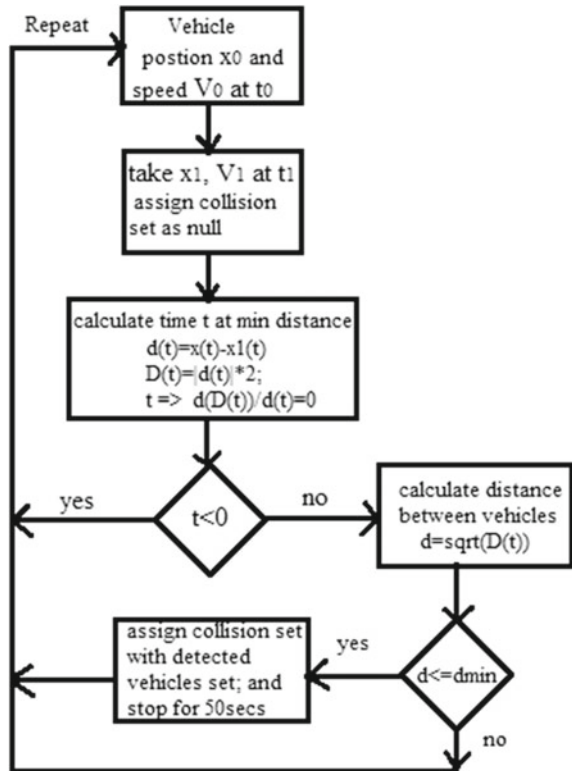 Repeat
Vehicle
postion x0 and
speed V0 at t0
take x1, V1 at t1
assign collision
set as null
calculate time t at min distance
d(t)=x(t)-x1(t)
D(t)=|d(t)|*2;
t => d(D(t))/d(t)=0
yes
t<0
no
calculate distance
between vehicles
d=sqrt(D(t))
assign collision set
with detected
vehicles set; and
stop for 50secs
yes
d<=dmin
no